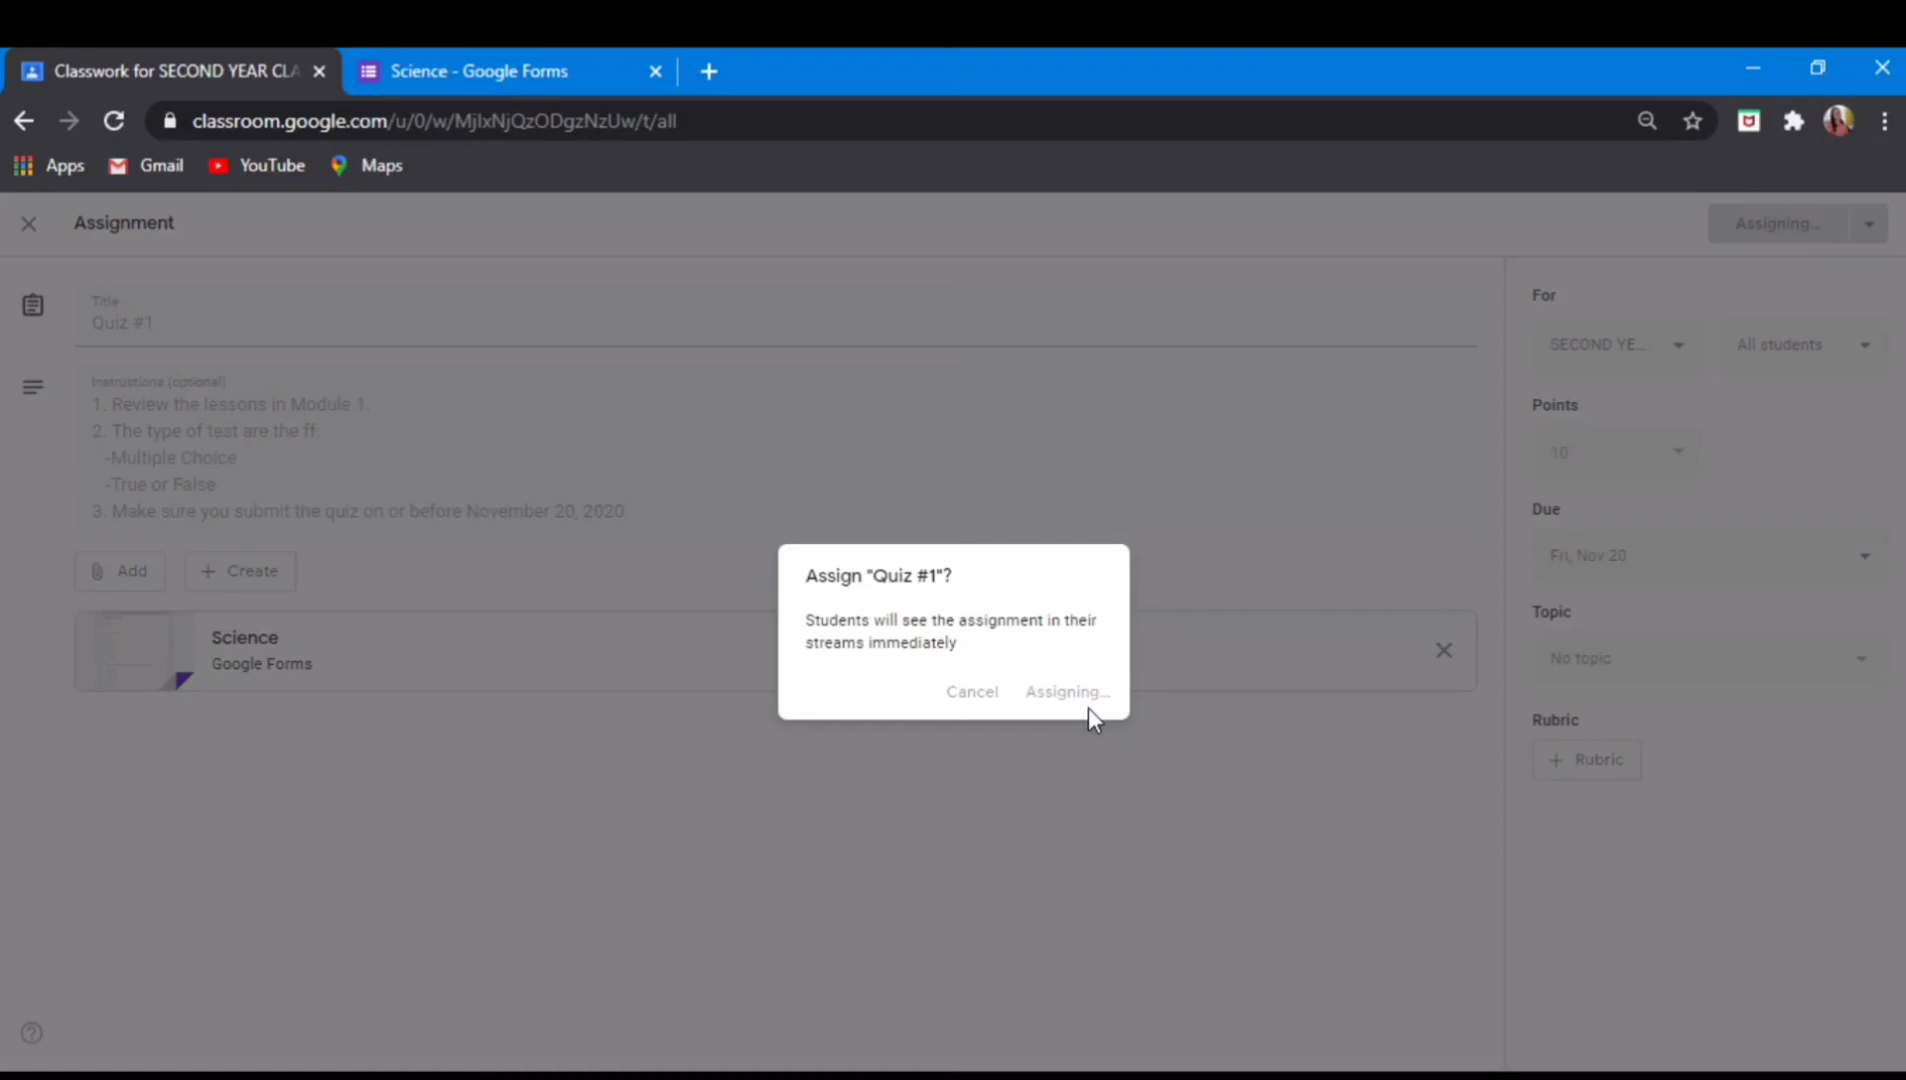 Classwork for SECOND YEAR CLA
Science - Google Forms
classroom.google.com/u/0/w/MjIxNjQzODgzNzUw/t/all
Apps
Gmail
YouTube
Maps
Assignment
Assigning...
Title
Quiz #1
Instructions (optional)
1. Review the lessons in Module 1.
2. The type of test are the ff:
-Multiple Choice
-True or False
3. Make sure you submit the quiz on or before November 20, 2020
Add
+ Create
Science
Google Forms
For
SECOND YE...
All students
Points
10
Due
Fri, Nov 20
Topic
No topic
Rubric
+ Rubric
Assign "Quiz #1"?
Students will see the assignment in their
streams immediately
Cancel
Assigning...